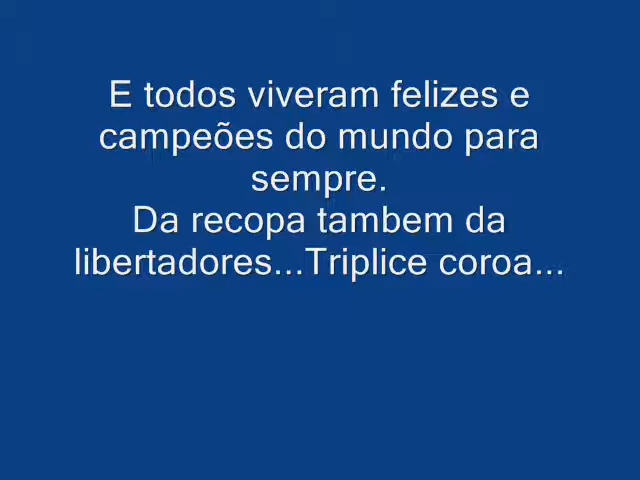 E todos viveram felizes e
campeões do mundo para
sempre.
Da recopa tambem da
libertadores...Triplice coroa...